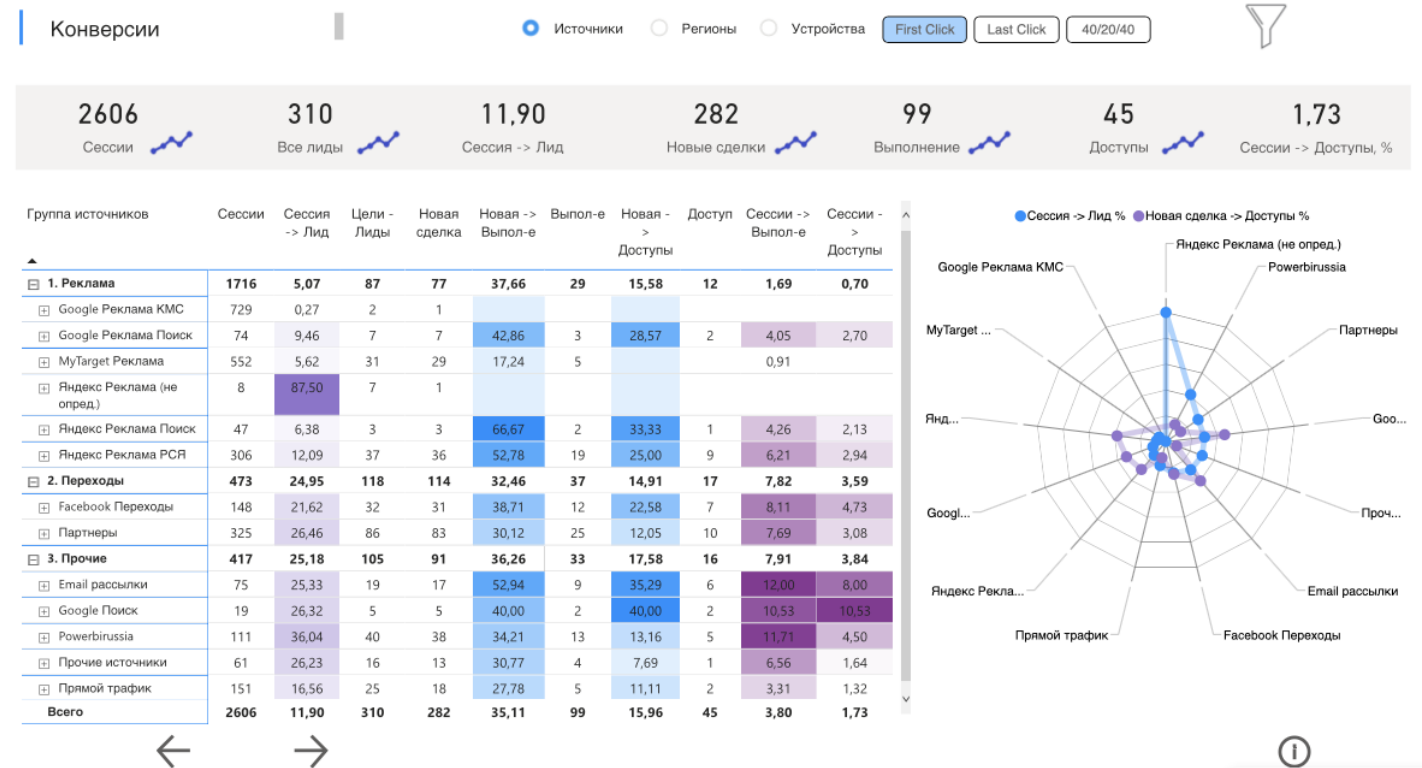 Конверсии
Источники Регионы Устройства First Click Last Click 40/20/40
2606 310 11,90 282 99 45 1,73
Сессии Все лиды Сессия -> Лид Новые сделки Выполнение Доступы Сессии -> Доступы, %
Группа источников Сессии Сессия Цели - Новая Новая -> Выпол-е Новая - Доступ Сессии -> Сессии -
-> Лид Лиды сделка Выпол-е > Выпол-е >
Доступы Доступы
1. Реклама 1716 5,07 87 77 37,66 29 15,58 12 1,69 0,70
Google Реклама КМС 729 0,27 2 1
Google Реклама Поиск 74 9,46 7 7 42,86 3 28,57 2 4,05 2,70
MyTarget Реклама 552 5,62 31 29 17,24 5 0,91
Яндекс Реклама (не 8 87,50 7 1
опред.)
Яндекс Реклама Поиск 47 6,38 3 3 66,67 2 33,33 1 4,26 2,13
Яндекс Реклама РСЯ 306 12,09 37 36 52,78 19 25,00 9 6,21 2,94
2. Переходы 473 24,95 118 114 32,46 37 14,91 17 7,82 3,59
Facebook Переходы 148 21,62 32 31 38,71 12 22,58 7 8,11 4,73
Партнеры 325 26,46 86 83 30,12 25 12,05 10 7,69 3,08
3. Прочие 417 25,18 105 91 36,26 33 17,58 16 7,91 3,84
Email рассылки 75 25,33 19 17 52,94 9 35,29 6 12,00 8,00
Google Поиск 19 26,32 5 5 40,00 2 40,00 2 10,53 10,53
Powerbirussia 111 36,04 40 38 34,21 13 13,16 5 11,71 4,50
Прочие источники 61 26,23 16 13 30,77 4 7,69 1 6,56 1,64
Прямой трафик 151 16,56 25 18 27,78 5 11,11 2 3,31 1,32
Всего 2606 11,90 310 282 35,11 99 15,96 45 3,80 1,73
Сессия -> Лид % Новая сделка -> Доступы %
Яндекс Реклама (не опред.)
Google Реклама КМС Powerbirussia
MyTarget ... Партнеры
Янд... Goo...
Googl... Проч...
Яндекс Рекла... Email рассылки
Прямой трафик Facebook Переходы